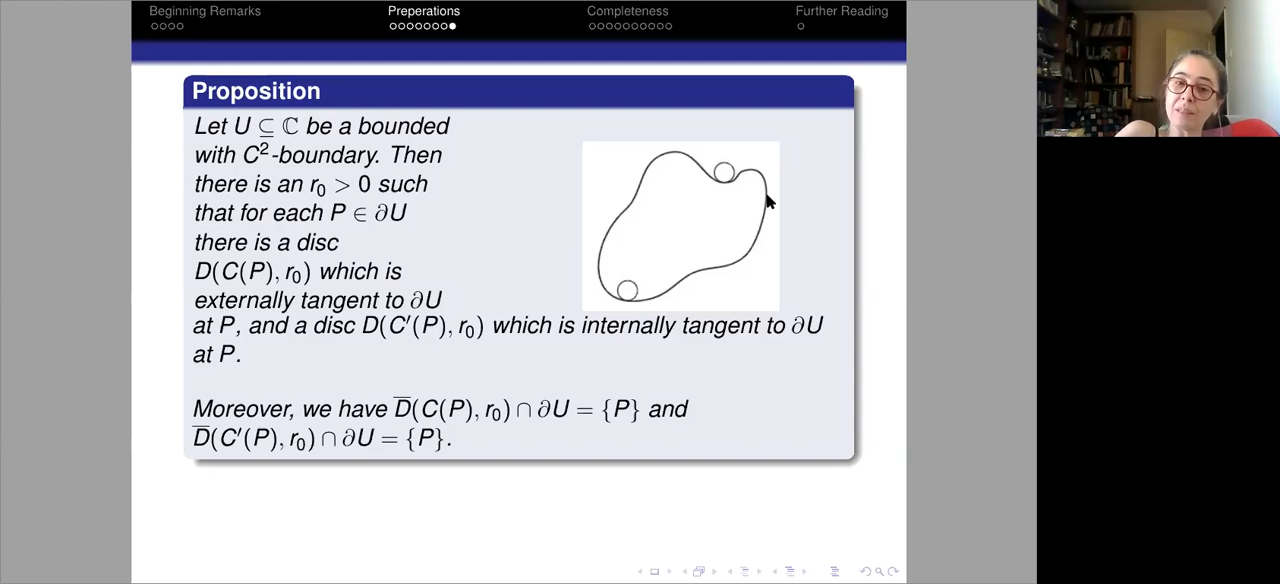 Beginning Remarks Preperations Completeness Further Reading
Proposition
Let U ⊆ ℂ be a bounded
with C²-boundary. Then
there is an r₀ > 0 such
that for each P ∈ ∂U
there is a disc
D(C(P), r₀) which is
externally tangent to ∂U
at P, and a disc D(C′(P), r₀) which is internally tangent to ∂U
at P.
Moreover, we have D̅(C(P), r₀) ∩ ∂U = {P} and
D̅(C′(P), r₀) ∩ ∂U = {P}.